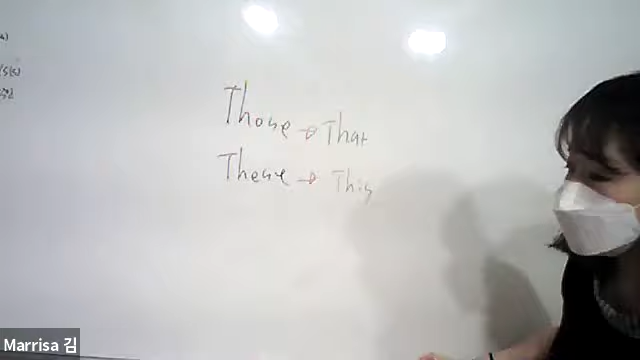 Those → That
These → This
Marrisa 김